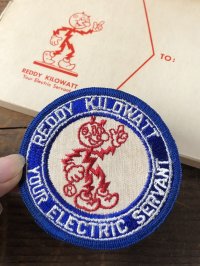 TO:
REDDY KILOWATT
Your Electric Servant
REDDY KILOWATT
YOUR ELECTRIC SERVANT